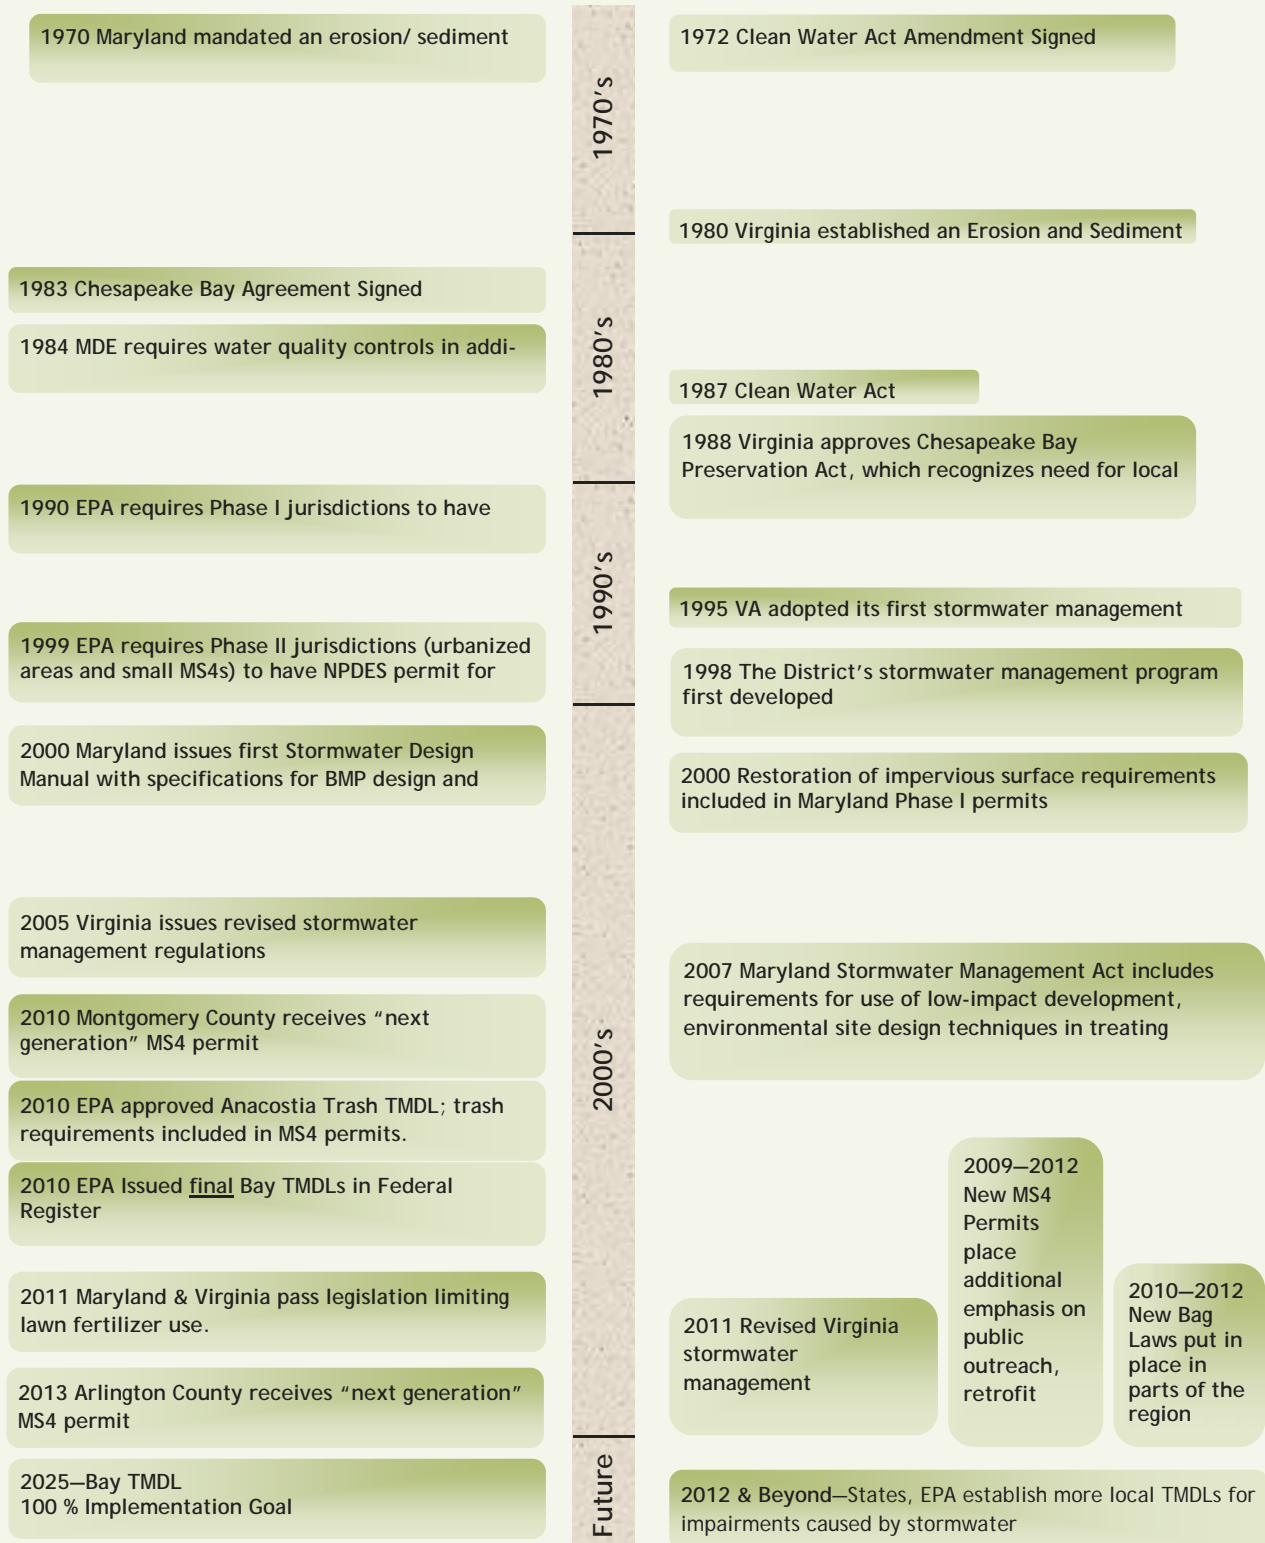 1970 Maryland mandated an erosion/ sediment
1983 Chesapeake Bay Agreement Signed
1984 MDE requires water quality controls in addi-
1990 EPA requires Phase I jurisdictions to have
1999 EPA requires Phase II jurisdictions (urbanized
areas and small MS4s) to have NPDES permit for
2000 Maryland issues first Stormwater Design
Manual with specifications for BMP design and
2005 Virginia issues revised stormwater
management regulations
2010 Montgomery County receives “next
generation” MS4 permit
2010 EPA approved Anacostia Trash TMDL; trash
requirements included in MS4 permits.
2010 EPA Issued final Bay TMDLs in Federal
Register
2011 Maryland & Virginia pass legislation limiting
lawn fertilizer use.
2013 Arlington County receives “next generation”
MS4 permit
2025—Bay TMDL
100 % Implementation Goal
1970’s
1980’s
1990’s
2000’s
Future
1972 Clean Water Act Amendment Signed
1980 Virginia established an Erosion and Sediment
1987 Clean Water Act
1988 Virginia approves Chesapeake Bay
Preservation Act, which recognizes need for local
1995 VA adopted its first stormwater management
1998 The District’s stormwater management program
first developed
2000 Restoration of impervious surface requirements
included in Maryland Phase I permits
2007 Maryland Stormwater Management Act includes
requirements for use of low-impact development,
environmental site design techniques in treating
2011 Revised Virginia
stormwater
management
2009—2012
New MS4
Permits
place
additional
emphasis on
public
outreach,
retrofit
2010—2012
New Bag
Laws put in
place in
parts of the
region
2012 & Beyond—States, EPA establish more local TMDLs for
impairments caused by stormwater